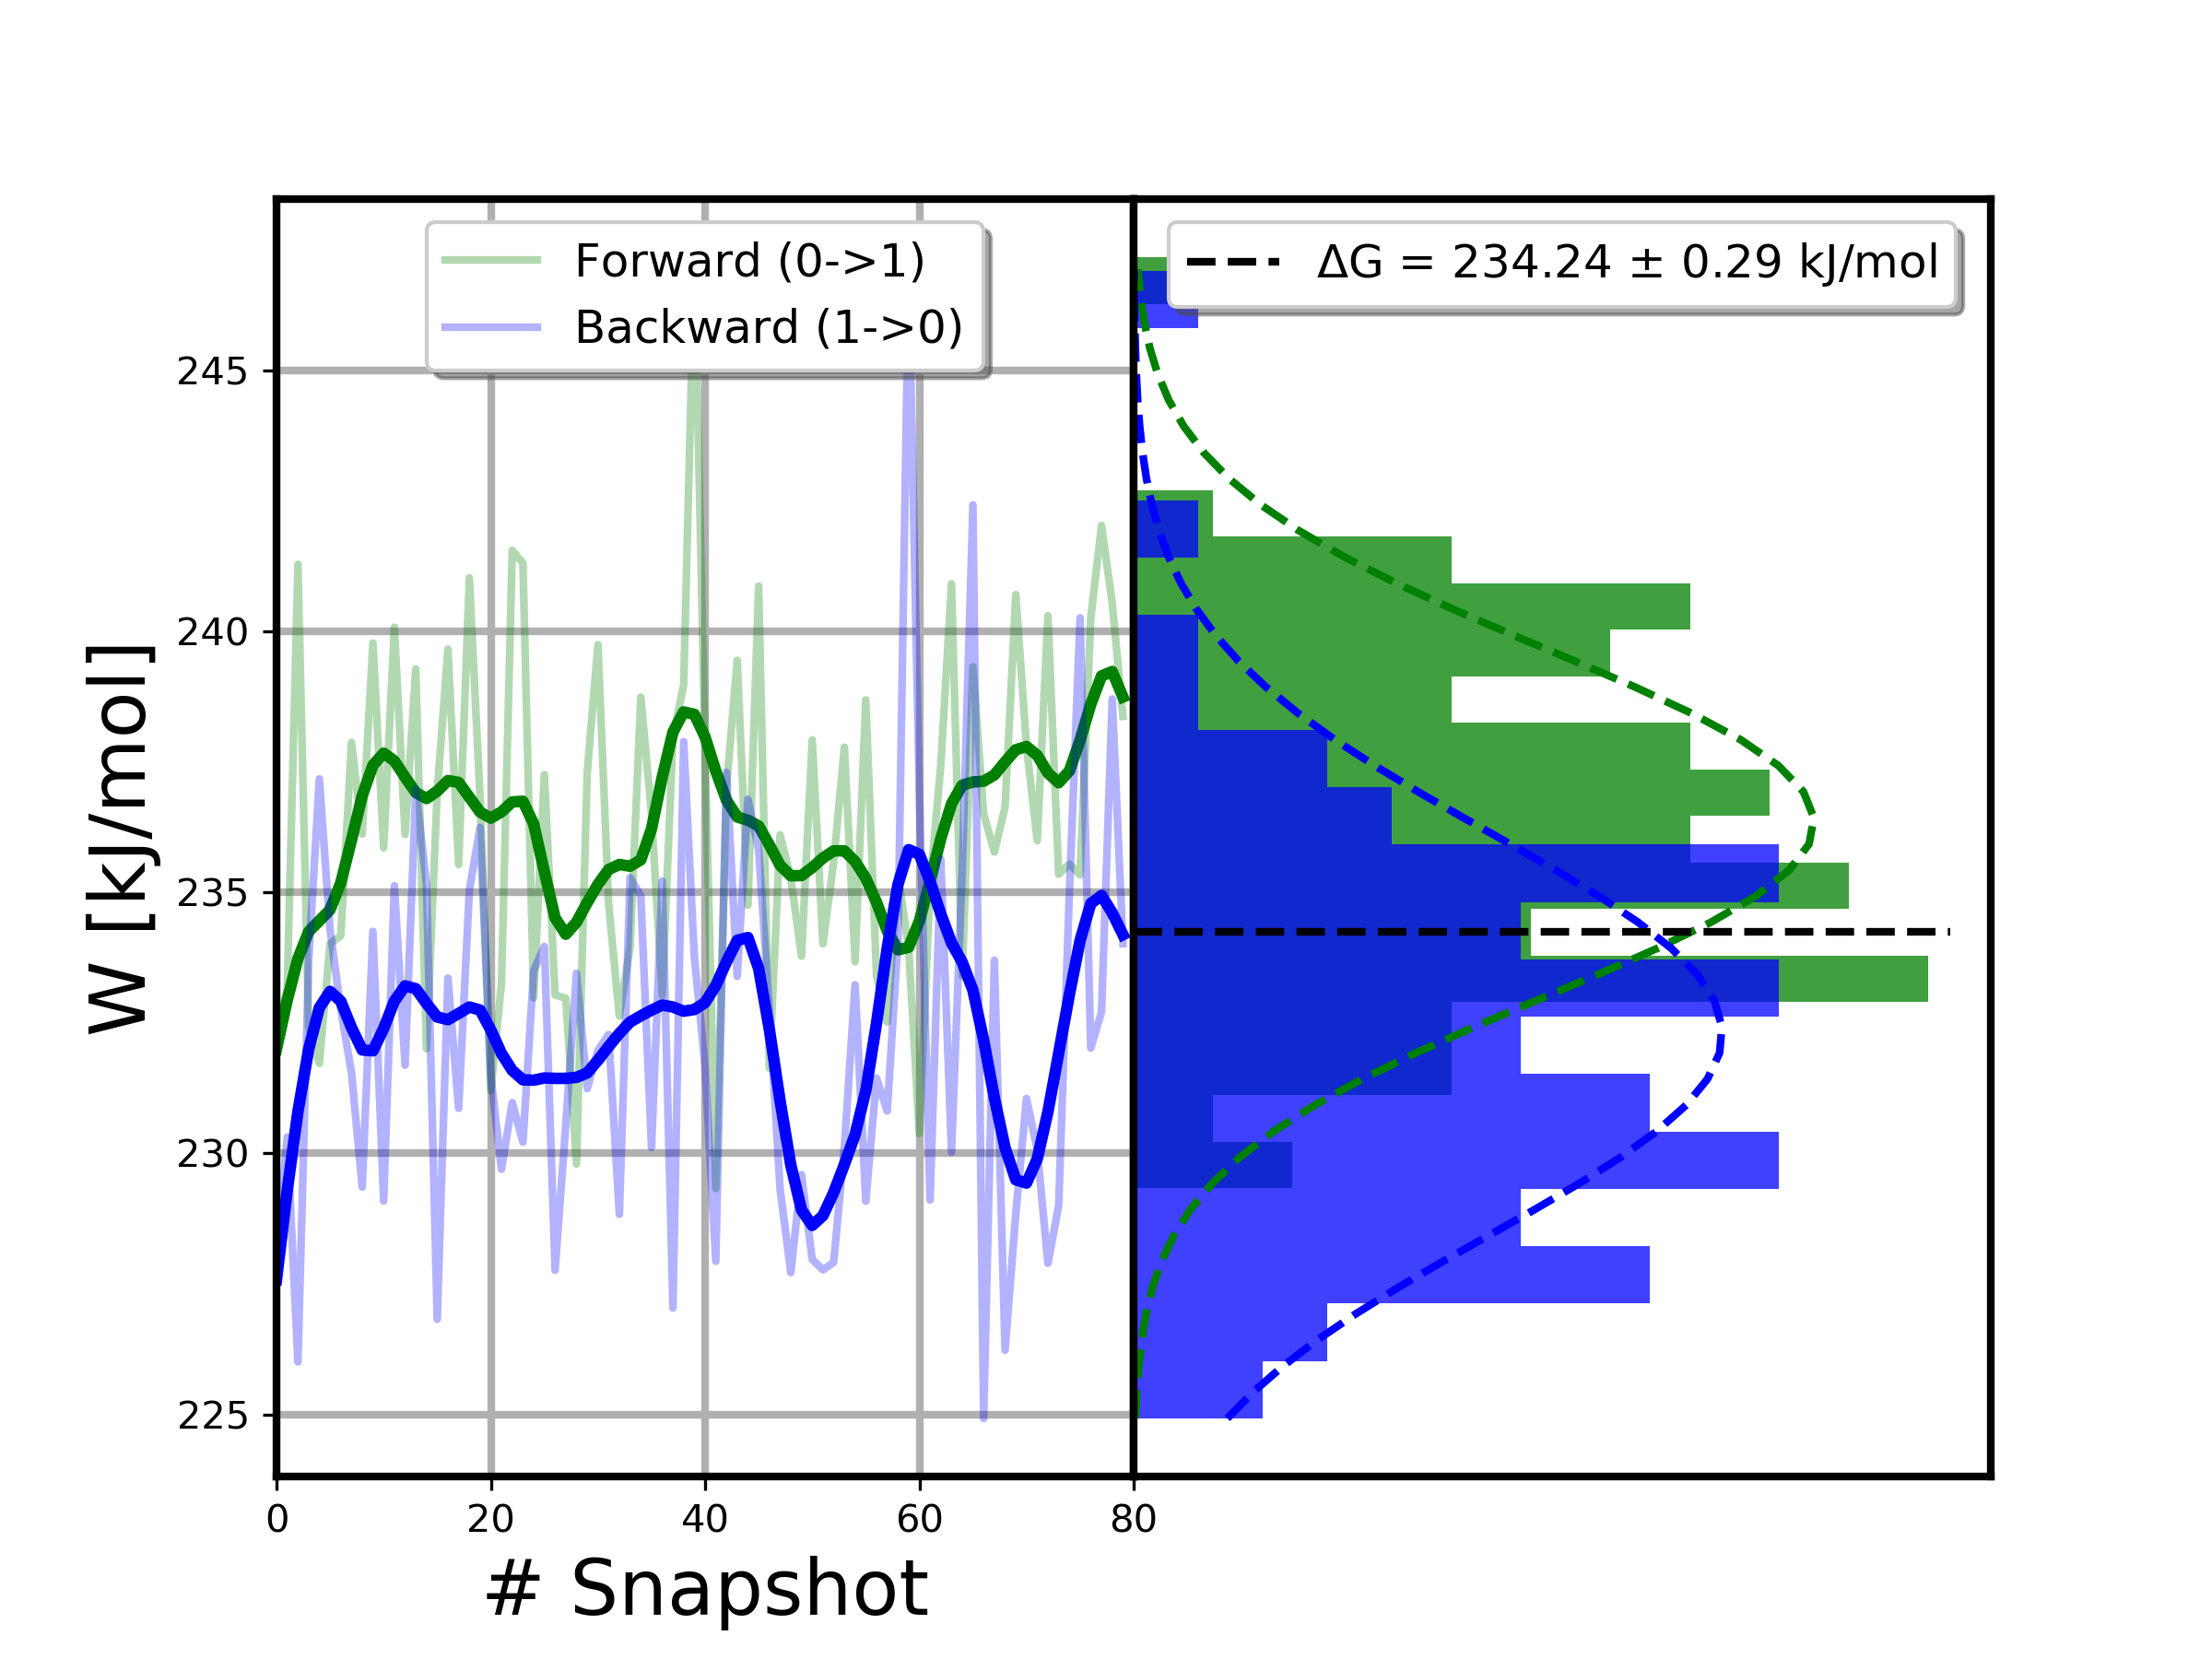 Forward (0->1)
Backward (1->0)
ΔG = 234.24 ± 0.29 kJ/mol
W [kJ/mol]
245
240
235
230
225
0 20 40 60 80
# Snapshot